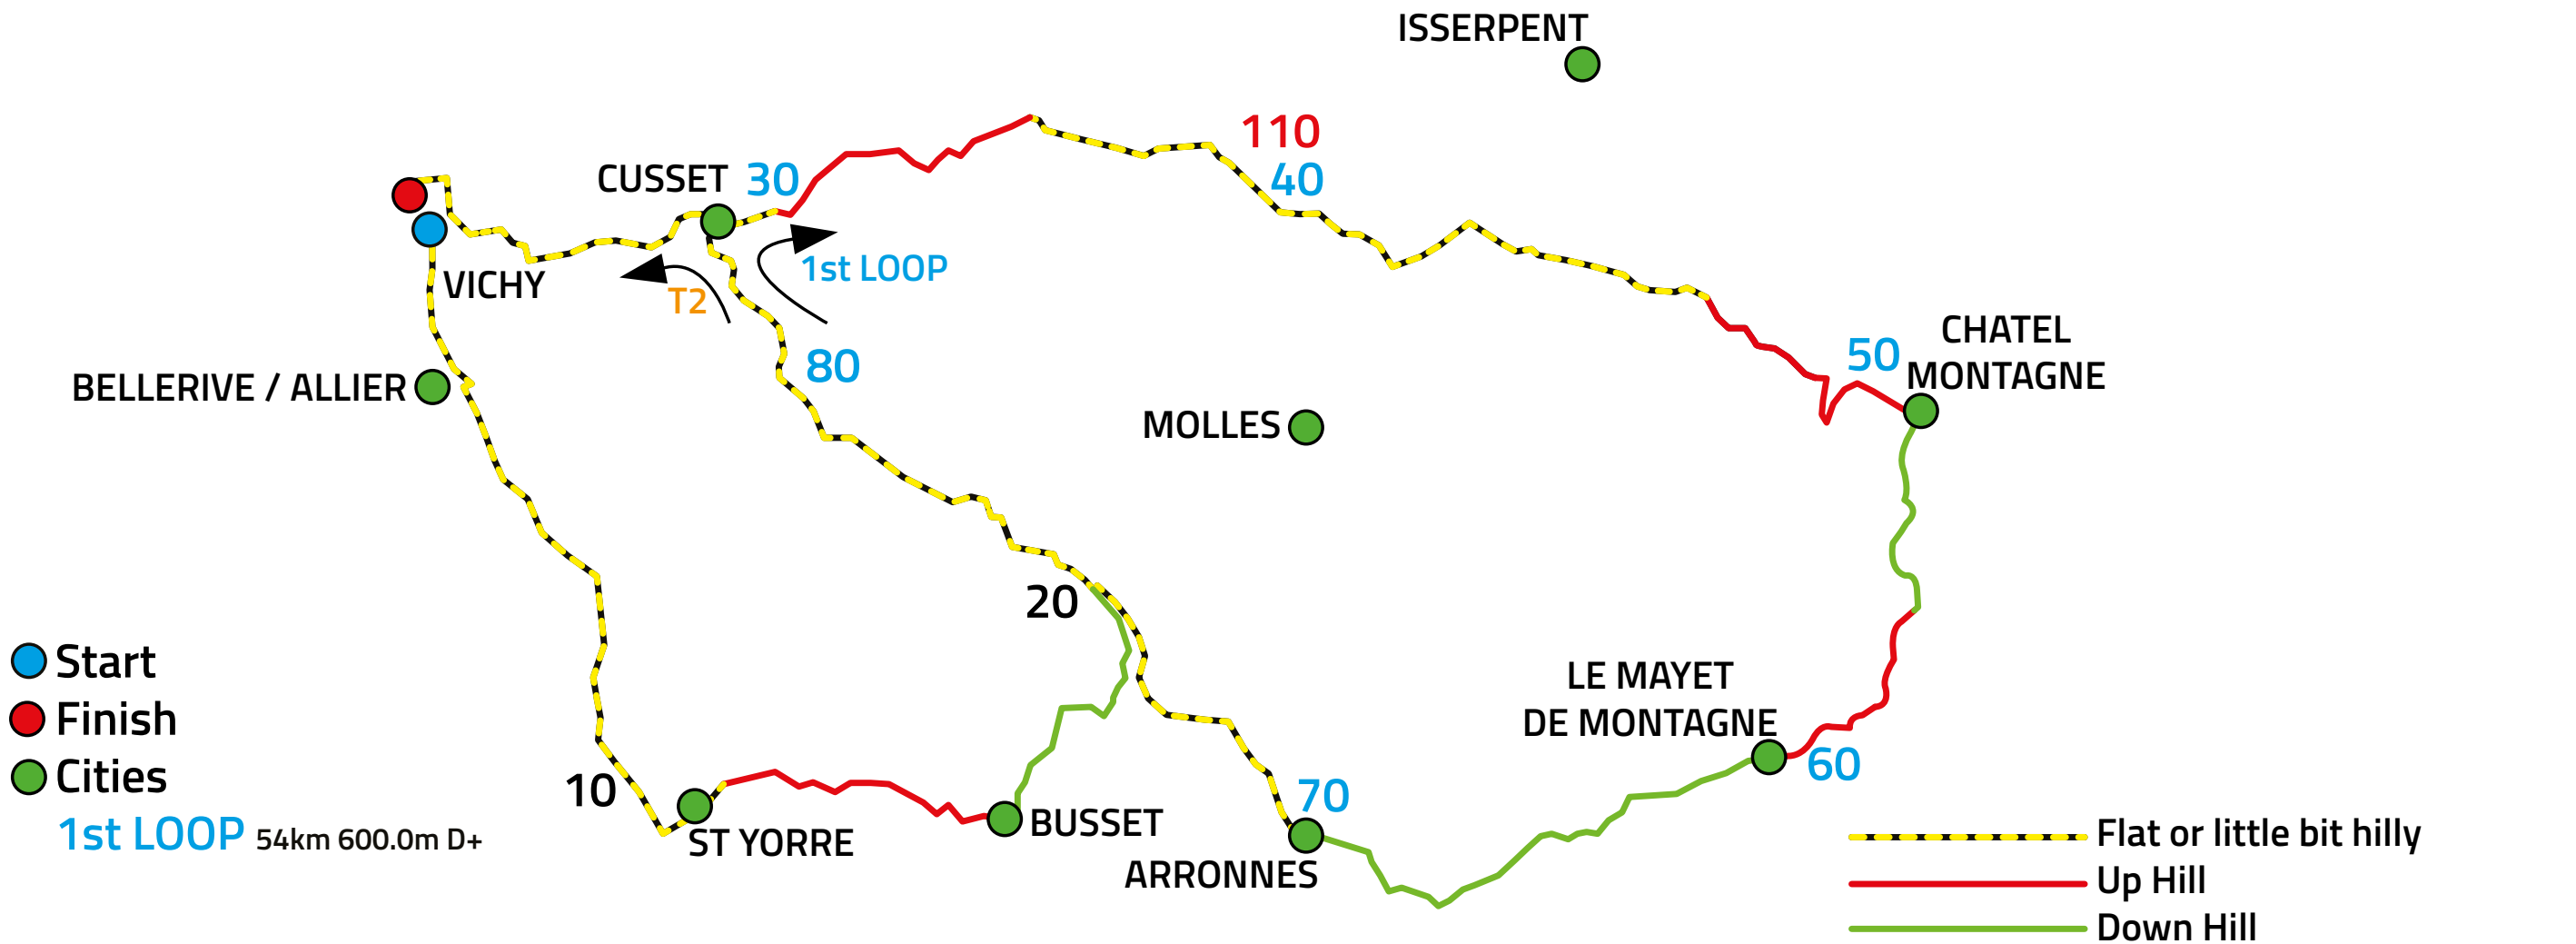 ISSERPENT
110
CUSSET
30
40
1st LOOP
VICHY
T2
CHATEL
MONTAGNE
50
80
BELLERIVE / ALLIER
MOLLES
20
Start
Finish
Cities
1st LOOP 54km 600.0m D+
LE MAYET
DE MONTAGNE
60
10
70
ST YORRE
BUSSET
ARRONNES
Flat or little bit hilly
Up Hill
Down Hill